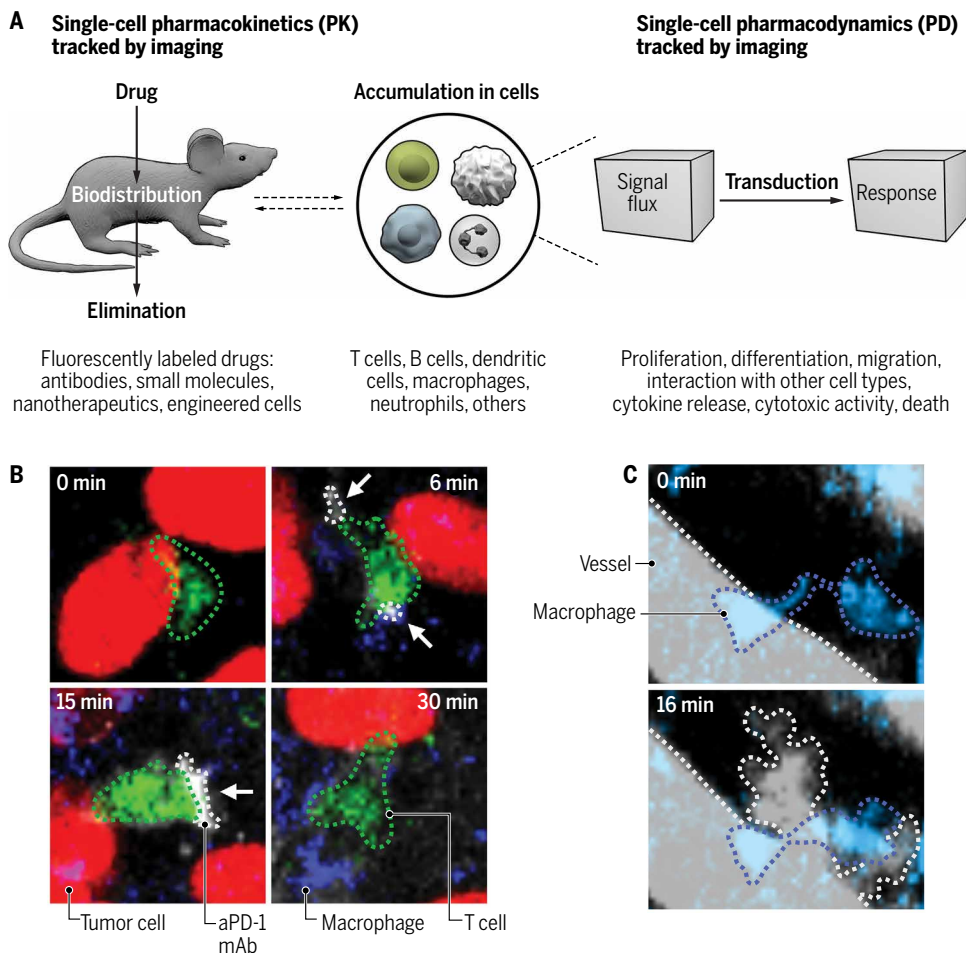 A
Single-cell pharmacokinetics (PK)
tracked by imaging
Single-cell pharmacodynamics (PD)
tracked by imaging
Drug
Biodistribution
Elimination
Accumulation in cells
Signal
flux
Transduction
Response
Fluorescently labeled drugs:
antibodies, small molecules,
nanotherapeutics, engineered cells
T cells, B cells, dendritic
cells, macrophages,
neutrophils, others
Proliferation, differentiation, migration,
interaction with other cell types,
cytokine release, cytotoxic activity, death
B
0 min
6 min
15 min
30 min
Tumor cell
aPD-1
mAb
Macrophage
T cell
C
0 min
Vessel
Macrophage
16 min